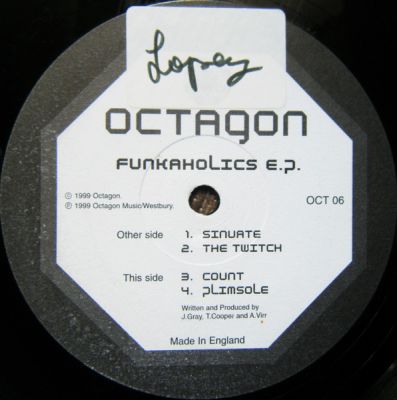 Lopez
OCTAGON
FUNKAHOLICS E.P.
© 1999 Octagon.
℗ 1999 Octagon Music/Westbury.
OCT 06
Other side 1. SINUATE
2. THE TWITCH
This side 3. COUNT
4. PLIMSOLE
Written and Produced by
J.Gray, T.Cooper and A.Virr
Made In England